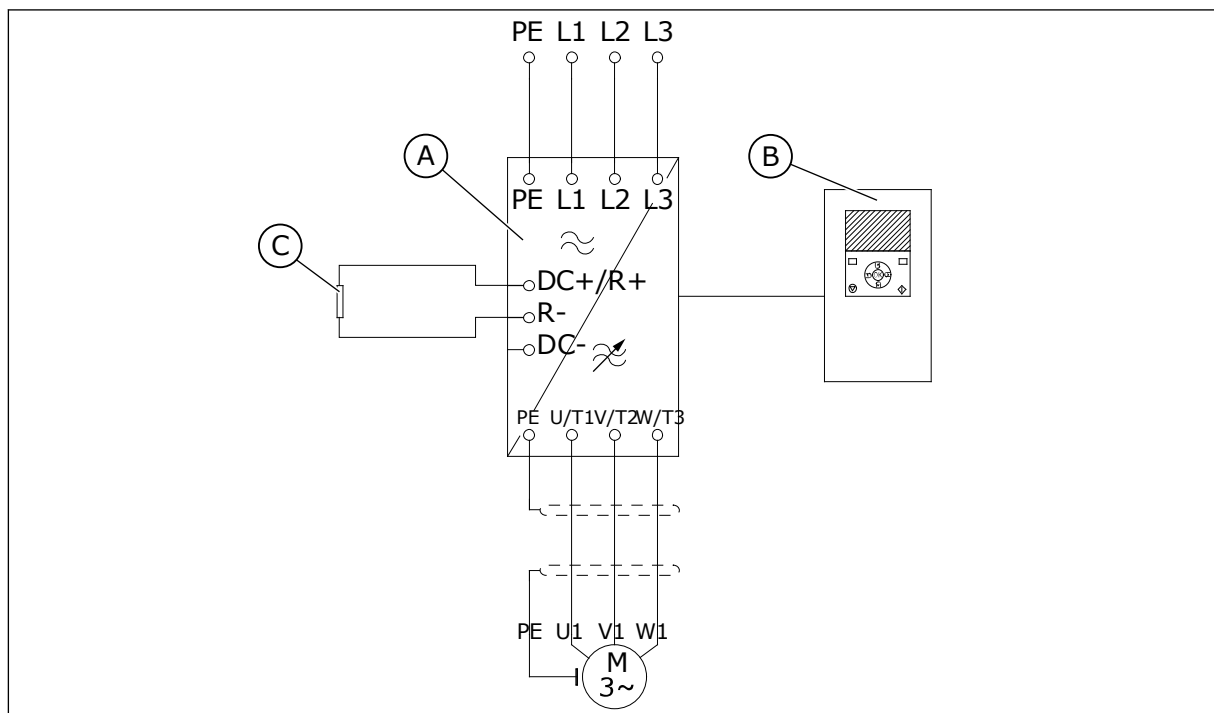 PE L1 L2 L3
A
B
PE L1 L2 L3
C
DC+/R+
R-
DC-
PE U/T1 V/T2 W/T3
PE U1 V1 W1
M
3~